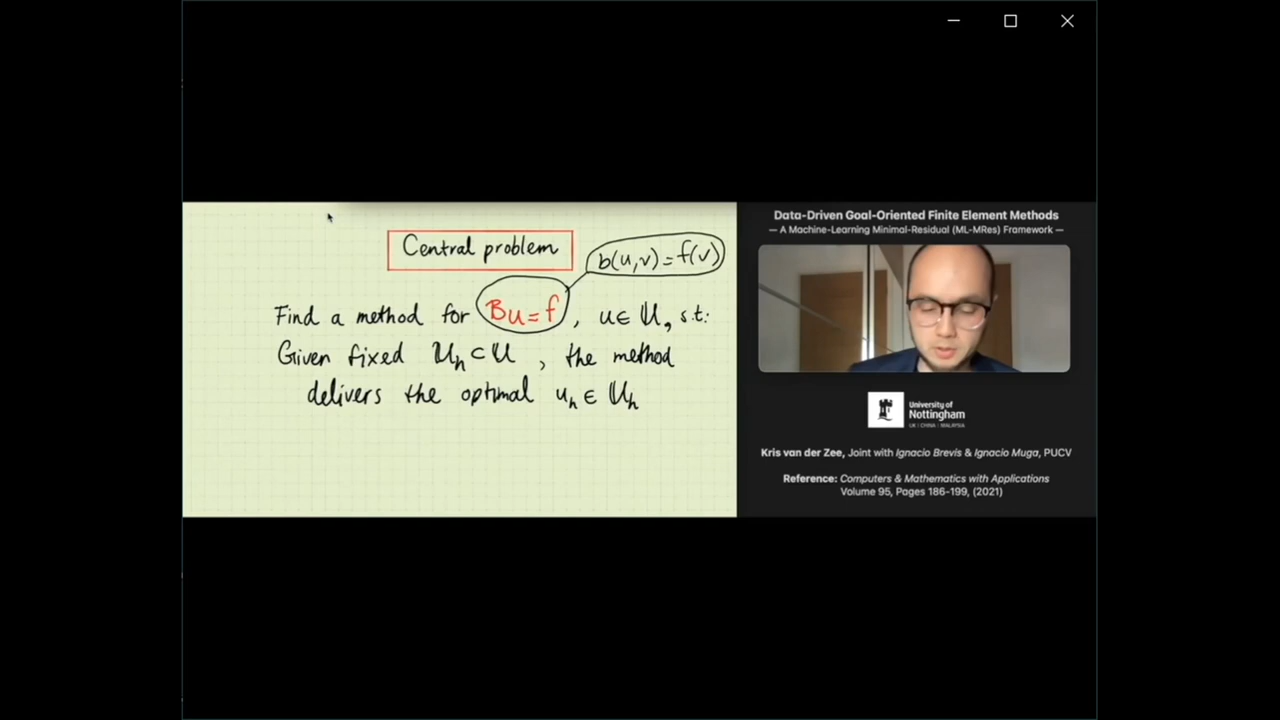 Central problem
b(u,v)=f(v)
Find a method for Bu=f, u∈𝕌, s.t:
Given fixed 𝕌ₕ⊂𝕌, the method
delivers the optimal uₕ∈𝕌ₕ
Data-Driven Goal-Oriented Finite Element Methods
— A Machine-Learning Minimal-Residual (ML-MRes) Framework —
University of
Nottingham
UK | CHINA | MALAYSIA
Kris van der Zee, Joint with Ignacio Brevis & Ignacio Muga, PUCV
Reference: Computers & Mathematics with Applications
Volume 95, Pages 186-199, (2021)